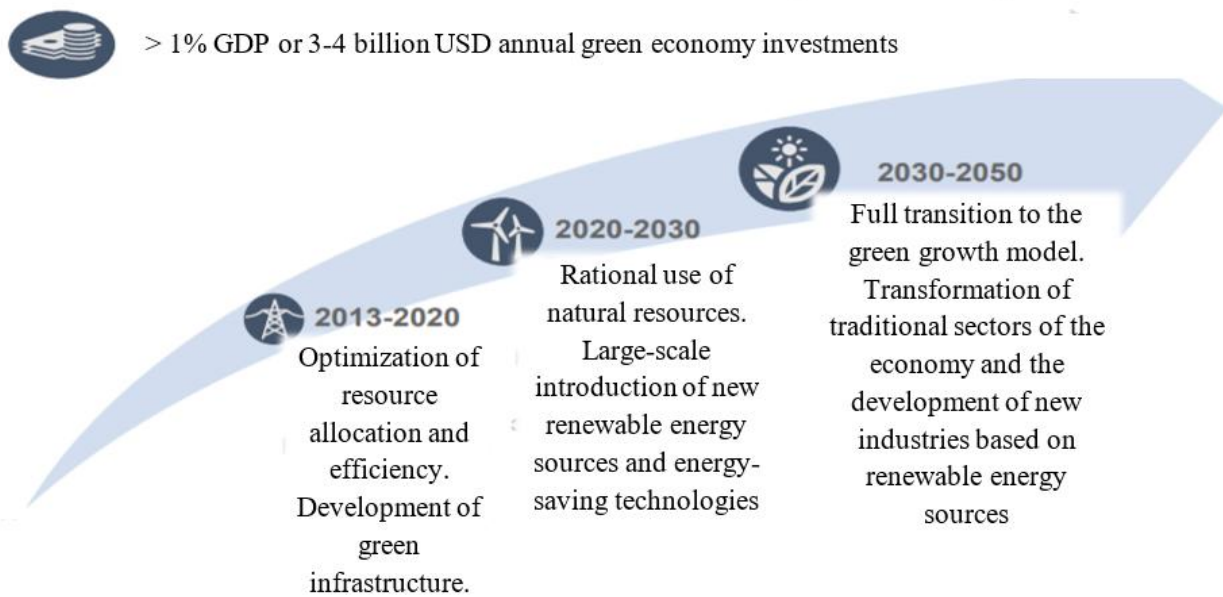 > 1% GDP or 3-4 billion USD annual green economy investments
2013-2020
Optimization of
resource
allocation and
efficiency.
Development of
green
infrastructure.
2020-2030
Rational use of
natural resources.
Large-scale
introduction of new
renewable energy
sources and energy-
saving technologies
2030-2050
Full transition to the
green growth model.
Transformation of
traditional sectors of the
economy and the
development of new
industries based on
renewable energy
sources